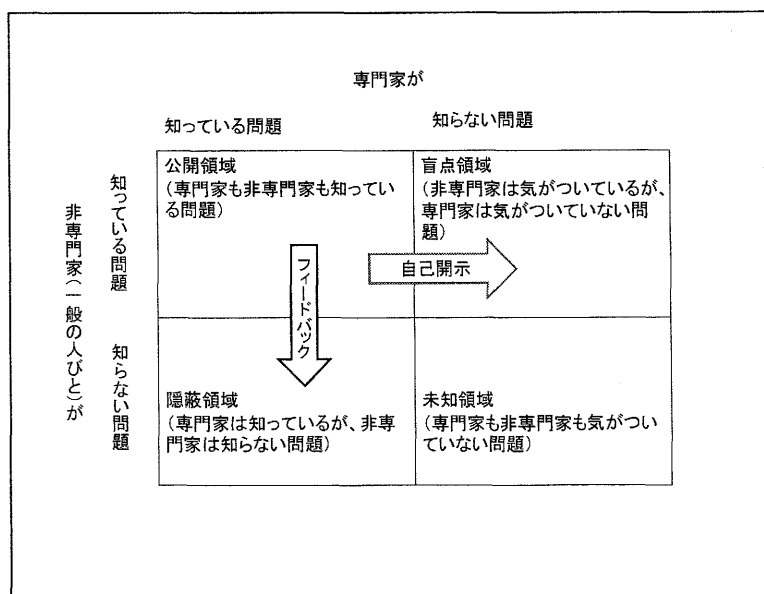 専門家が
知っている問題
知らない問題
非専門家(一般の人びと)が
知っている問題
公開領域
(専門家も非専門家も知ってい
る問題)
盲点領域
(非専門家は気がついているが、
専門家は気がついていない問
題)
フィードバック
自己開示
知らない問題
隠蔽領域
(専門家は知っているが、非専
門家は知らない問題)
未知領域
(専門家も非専門家も気がつい
ていない問題)